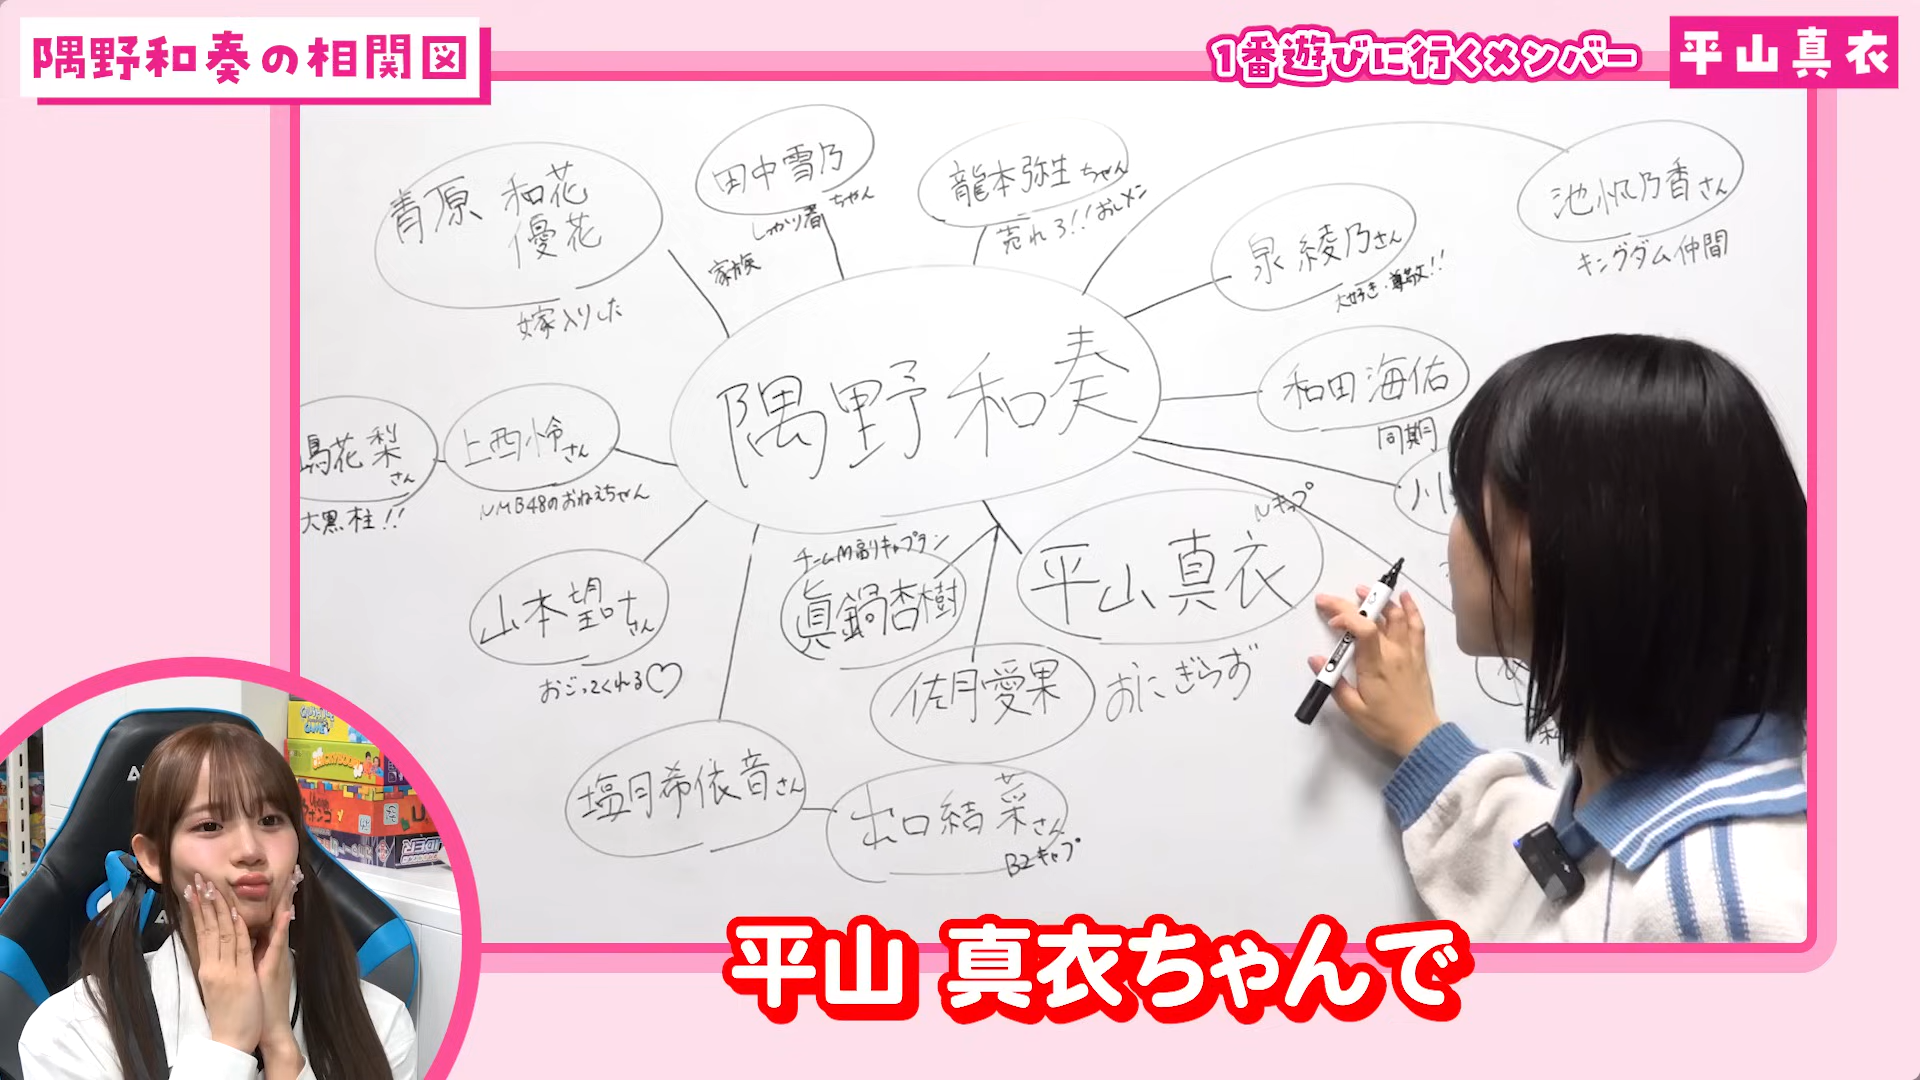 隅野和奏の相関図
1番遊びに行くメンバー
平山真衣
青原 和花
優花
嫁入りした
田中雪乃
ちゃん
しっかり者
家族
龍本弥生ちゃん
売れろ!!おしメン
池帆乃香さん
キングダム仲間
泉 綾乃さん
大好き・尊敬!!
和田海佑
同期
川
隅野和奏
上西怜さん
NMB48のおねえちゃん
花梨
さん
大黒柱!!
山本望叶さん
おごってくれる♡
チームM副キャプテン
眞鍋杏樹
Nキャプ
平山真衣
おにぎらず
佐月愛果
塩月希依音さん
出口結菜さん
BⅡキャプ
平山 真衣ちゃんで